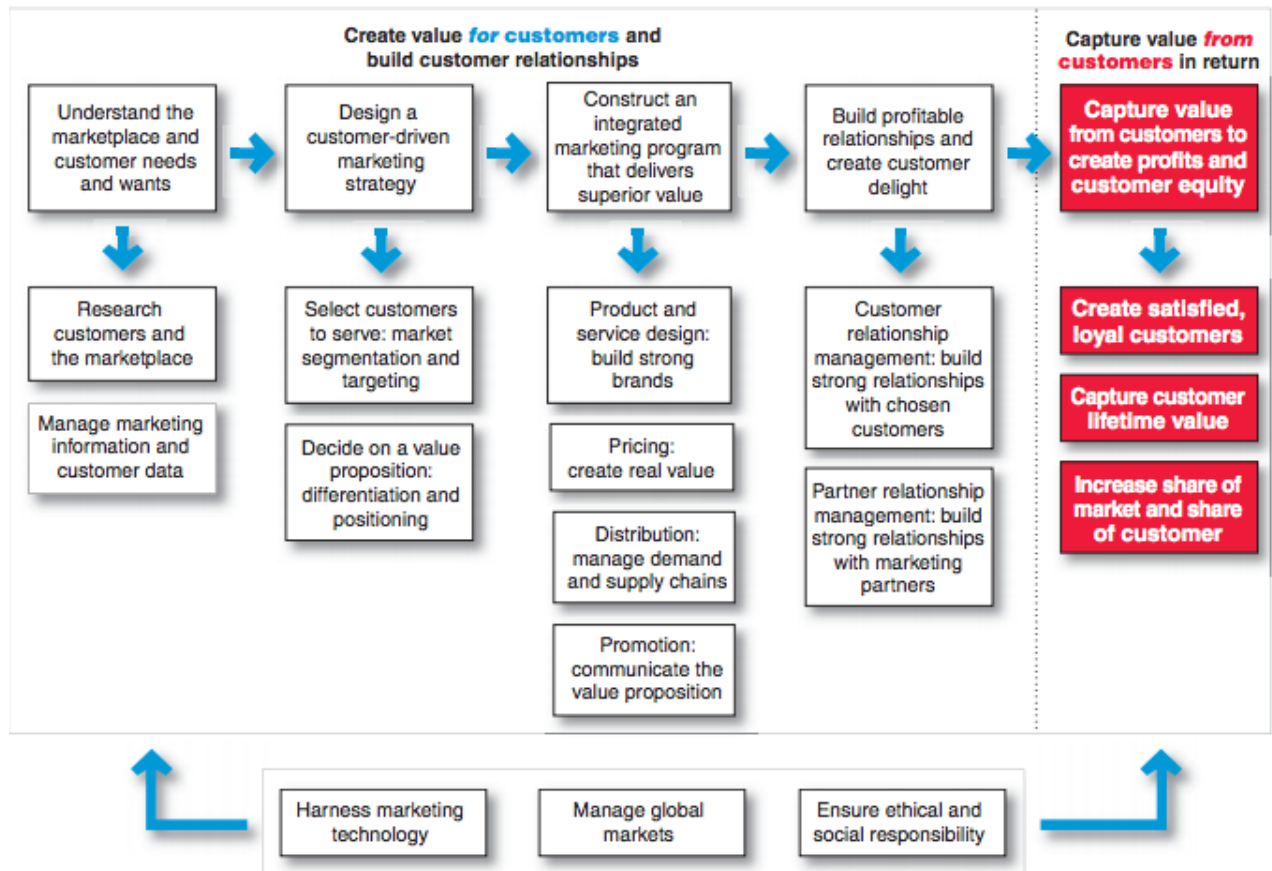 Create value for customers and
build customer relationships
Capture value from
customers in return
Understand the
marketplace and
customer needs
and wants
Design a
customer-driven
marketing
strategy
Construct an
integrated
marketing program
that delivers
superior value
Build profitable
relationships and
create customer
delight
Capture value
from customers to
create profits and
customer equity
Research
customers and
the marketplace
Manage marketing
information and
customer data
Select customers
to serve: market
segmentation and
targeting
Decide on a value
proposition:
differentiation and
positioning
Product and
service design:
build strong
brands
Pricing:
create real value
Distribution:
manage demand
and supply chains
Promotion:
communicate the
value proposition
Customer
relationship
management: build
strong relationships
with chosen
customers
Partner relationship
management: build
strong relationships
with marketing
partners
Create satisfied,
loyal customers
Capture customer
lifetime value
Increase share of
market and share
of customer
Harness marketing
technology
Manage global
markets
Ensure ethical and
social responsibility